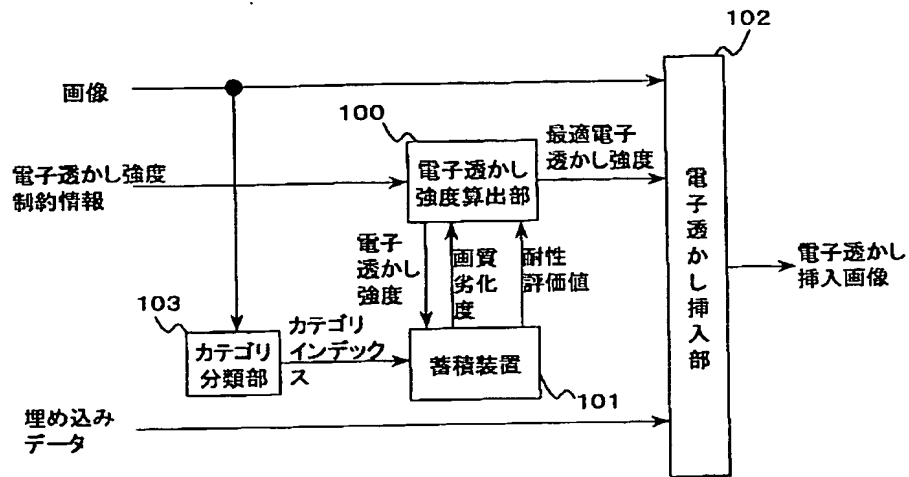 102
画像
100
最適電子
透かし強度
電子透かし強度
制約情報
電子透かし
強度算出部
電子透かし挿入部
電子
透かし
強度
画質
劣化
度
耐性
評価値
電子透かし
挿入画像
103
カテゴリ
分類部
カテゴリ
インデック
ス
蓄積装置
101
埋め込み
データ